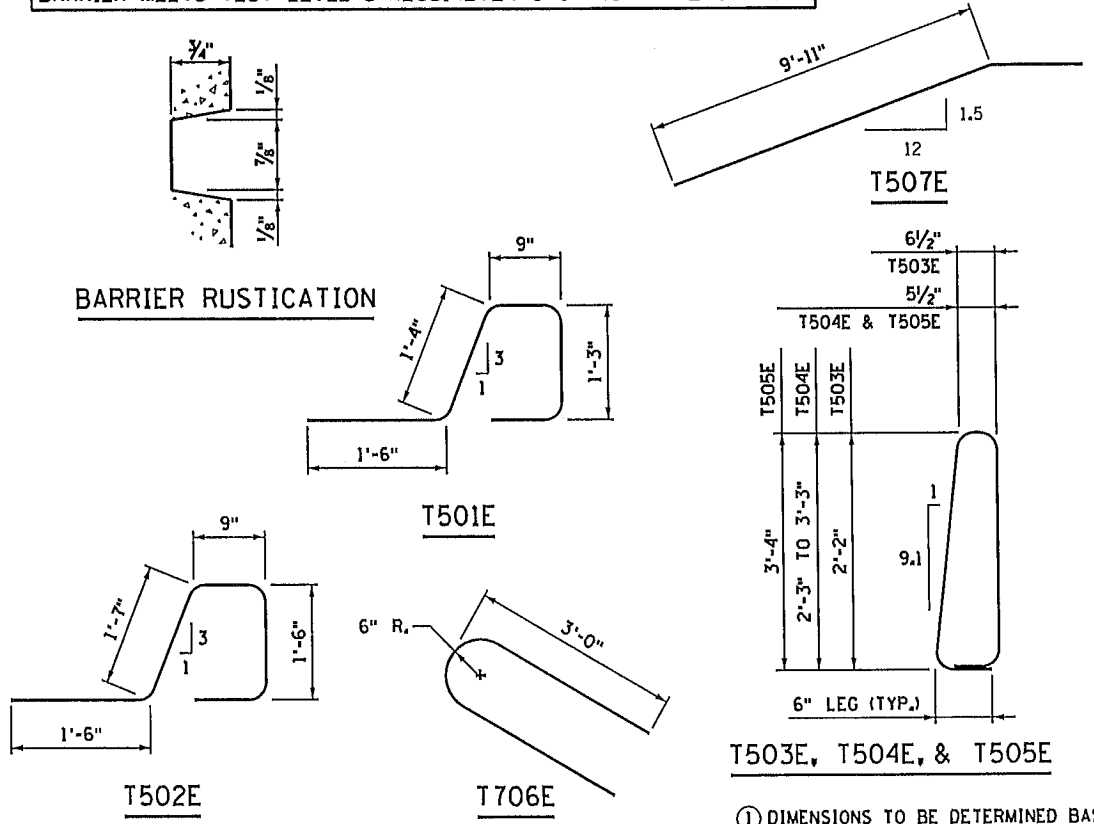 3/4"
1/8"
7/8"
1/8"
BARRIER RUSTICATION
9'-11"
1.5
12
T507E
9"
1'-4"
3
1
1'-3"
1'-6"
T501E
6 1/2"
T503E
5 1/2"
T504E & T505E
T505E
T504E
T503E
3'-4"
2'-3" TO 3'-3"
2'-2"
1
9.1
6" LEG (TYP.)
T503E, T504E, & T505E
9"
1'-7"
3
1
1'-6"
1'-6"
T502E
6" R.
3'-0"
T706E
① DIMENSIONS TO BE DETERMINED BAS